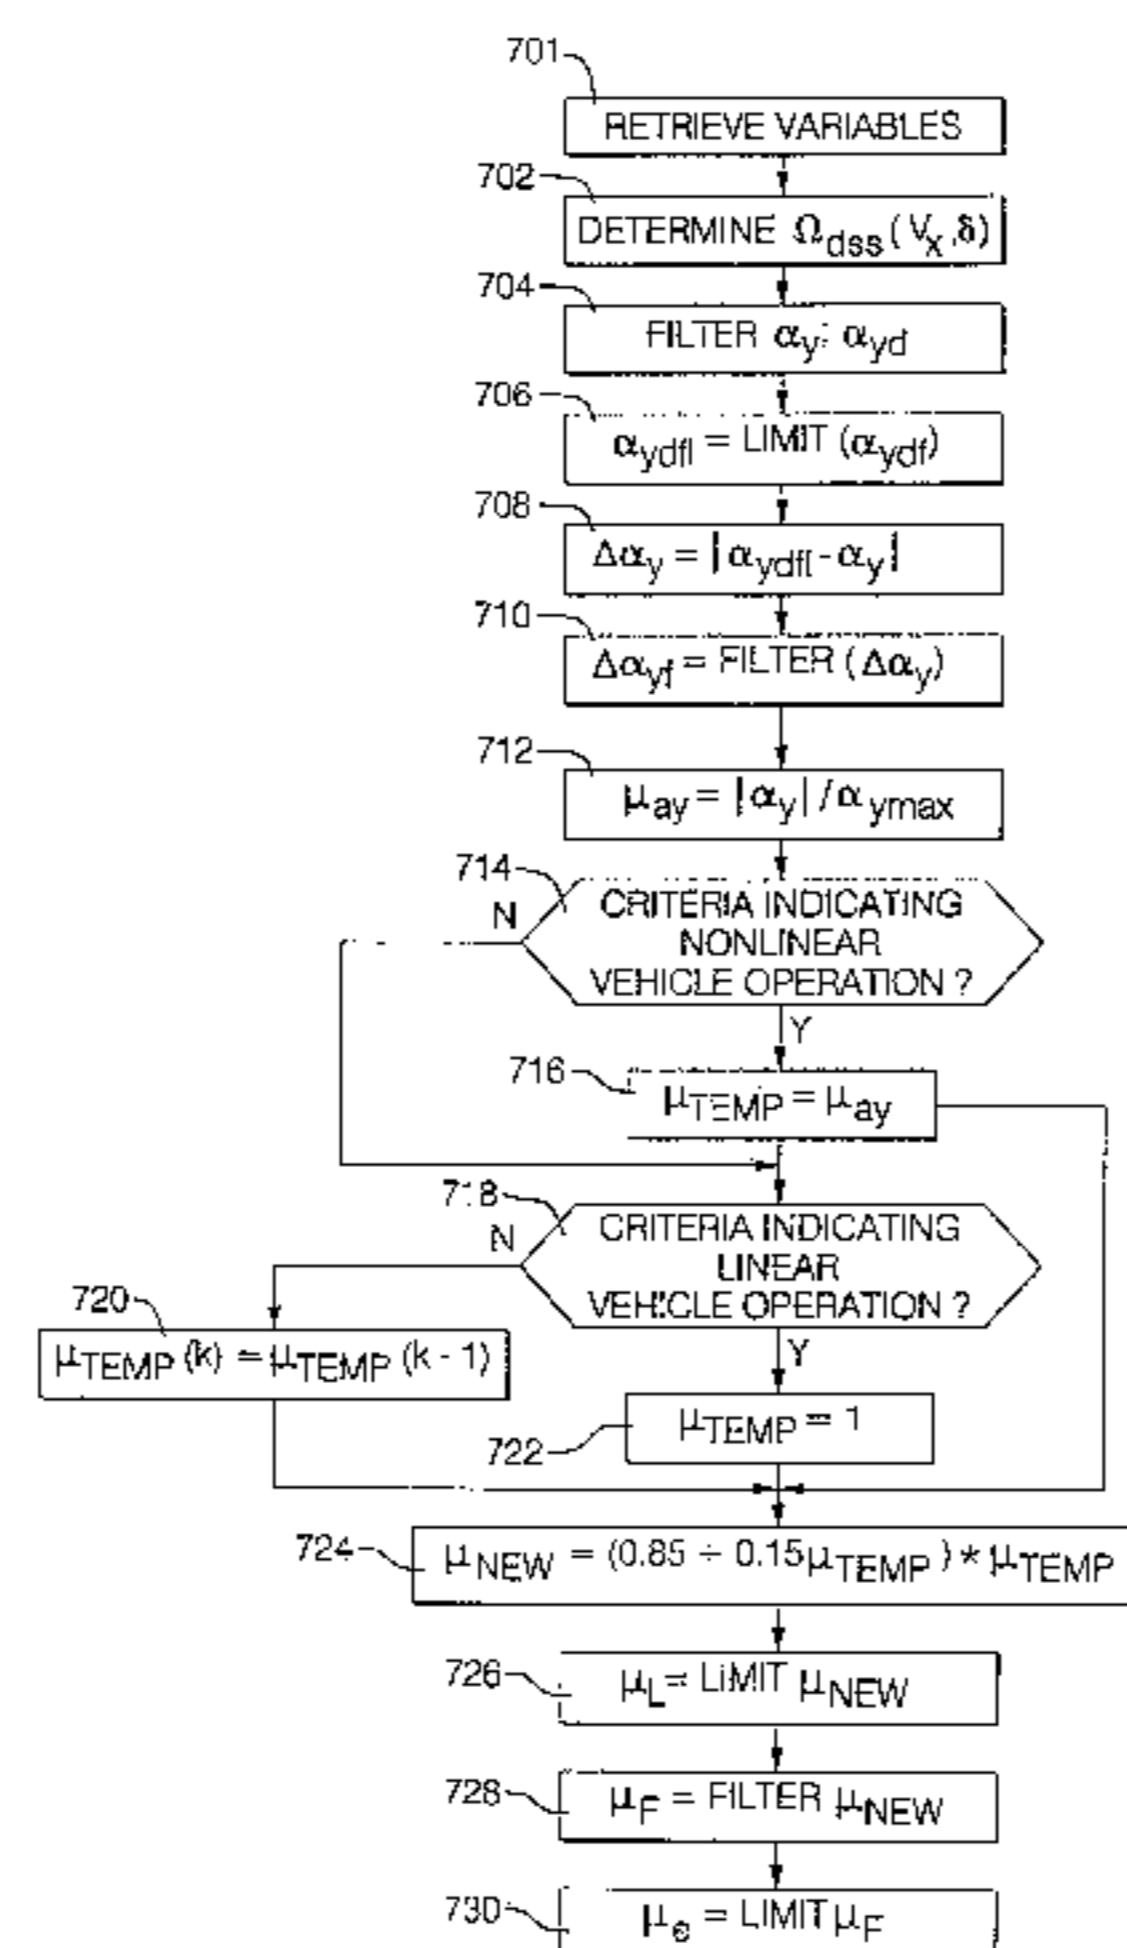 701
RETRIEVE VARIABLES
702
DETERMINE Ω_dss (V_x, δ)
704
FILTER α_y; α_yd
706
α_ydfl = LIMIT (α_ydf)
708
Δα_y = |α_ydfl - α_y|
710
Δα_yf = FILTER (Δα_y)
712
μ_ay = |α_y| / α_ymax
714
N
CRITERIA INDICATING
NONLINEAR
VEHICLE OPERATION ?
Y
716
μ_TEMP = μ_ay
718
N
CRITERIA INDICATING
LINEAR
VEHICLE OPERATION ?
720
μ_TEMP (k) = μ_TEMP (k - 1)
Y
722
μ_TEMP = 1
724
μ_NEW = (0.85 + 0.15μ_TEMP) * μ_TEMP
726
μ_L = LIMIT μ_NEW
728
μ_F = FILTER μ_NEW
730
μ_e = LIMIT μ_F